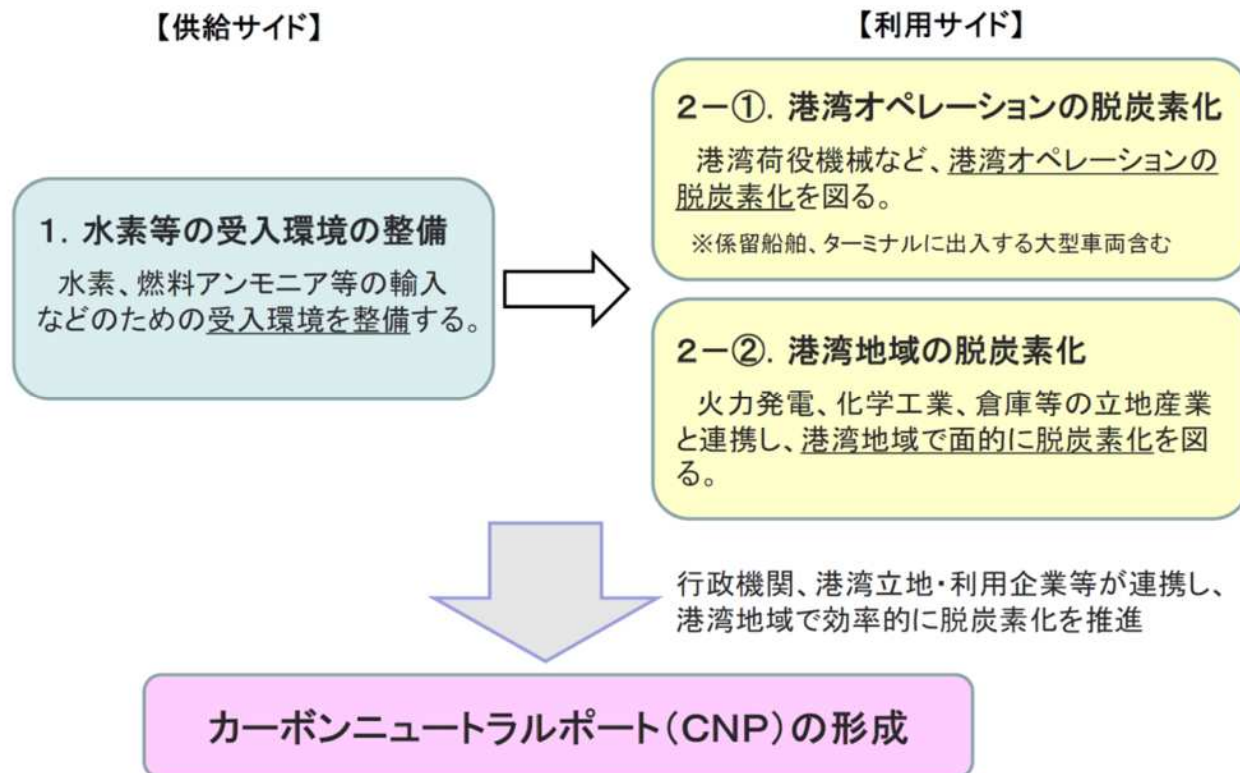 【供給サイド】
【利用サイド】
1．水素等の受入環境の整備
水素、燃料アンモニア等の輸入
などのための受入環境を整備する。
2－①．港湾オペレーションの脱炭素化
港湾荷役機械など、港湾オペレーションの
脱炭素化を図る。
※係留船舶、ターミナルに出入する大型車両含む
2－②．港湾地域の脱炭素化
火力発電、化学工業、倉庫等の立地産業
と連携し、港湾地域で面的に脱炭素化を図
る。
行政機関、港湾立地・利用企業等が連携し、
港湾地域で効率的に脱炭素化を推進
カーボンニュートラルポート（CNP）の形成